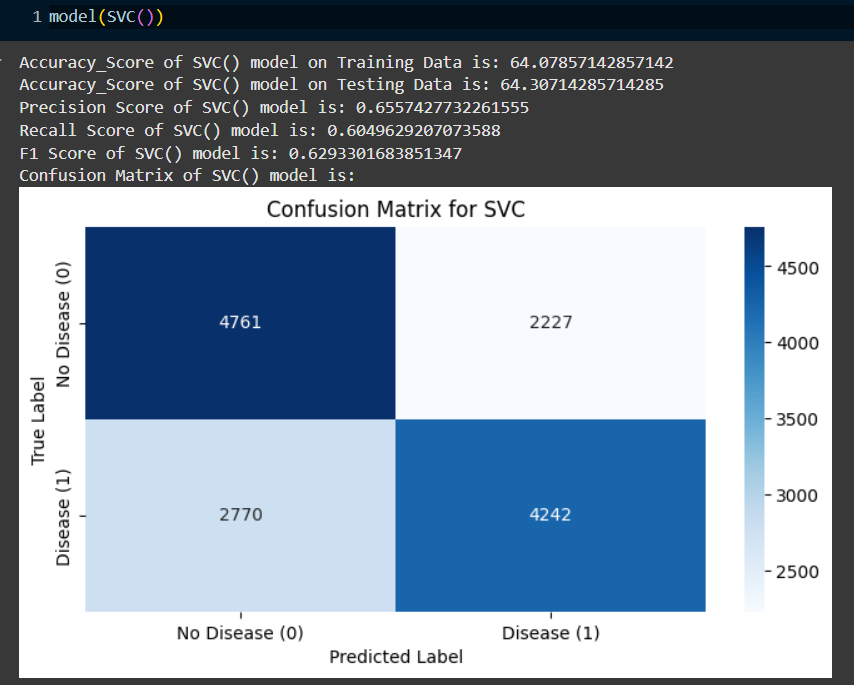 1 model(SVC())
Accuracy_Score of SVC() model on Training Data is: 64.07857142857142
Accuracy_Score of SVC() model on Testing Data is: 64.30714285714285
Precision Score of SVC() model is: 0.6557427732261555
Recall Score of SVC() model is: 0.6049629207073588
F1 Score of SVC() model is: 0.6293301683851347
Confusion Matrix of SVC() model is:
Confusion Matrix for SVC
True Label
No Disease (0)
Disease (1)
4761
2227
2770
4242
4500
4000
3500
3000
2500
No Disease (0)
Disease (1)
Predicted Label